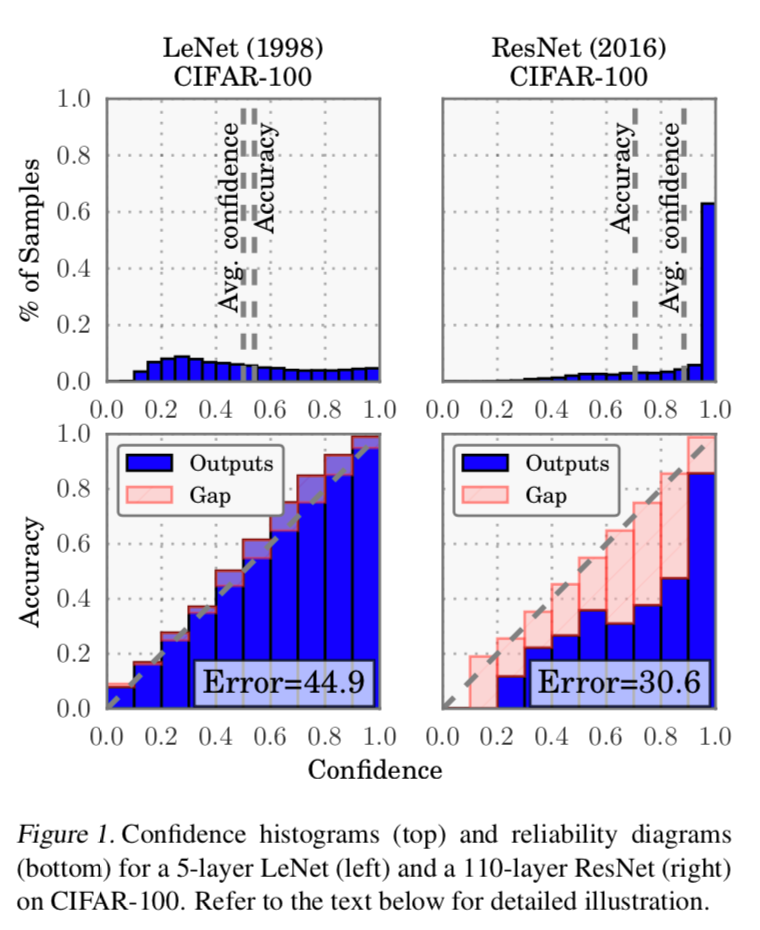 LeNet (1998)
CIFAR-100
ResNet (2016)
CIFAR-100
% of Samples
1.0
0.8
0.6
0.4
0.2
0.0
Avg. confidence
Accuracy
Accuracy
Avg. confidence
0.0 0.2 0.4 0.6 0.8 1.0
0.0 0.2 0.4 0.6 0.8 1.0
Accuracy
1.0
0.8
0.6
0.4
0.2
0.0
Outputs
Gap
Error=44.9
Outputs
Gap
Error=30.6
0.0 0.2 0.4 0.6 0.8 1.0
0.0 0.2 0.4 0.6 0.8 1.0
Confidence
Figure 1. Confidence histograms (top) and reliability diagrams
(bottom) for a 5-layer LeNet (left) and a 110-layer ResNet (right)
on CIFAR-100. Refer to the text below for detailed illustration.